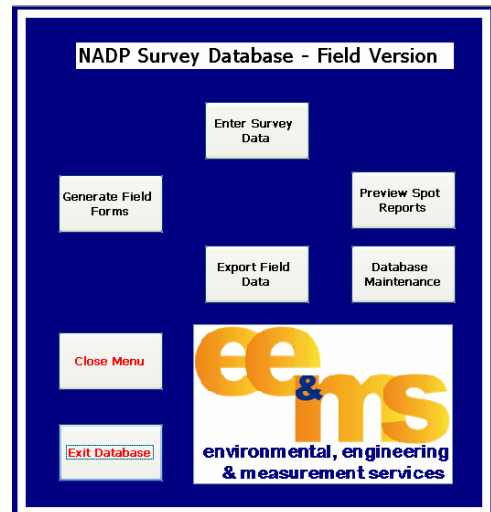 NADP Survey Database - Field Version
Enter Survey
Data
Generate Field
Forms
Preview Spot
Reports
Export Field
Data
Database
Maintenance
Close Menu
Exit Database
ee
&
ms
environmental, engineering
& measurement services